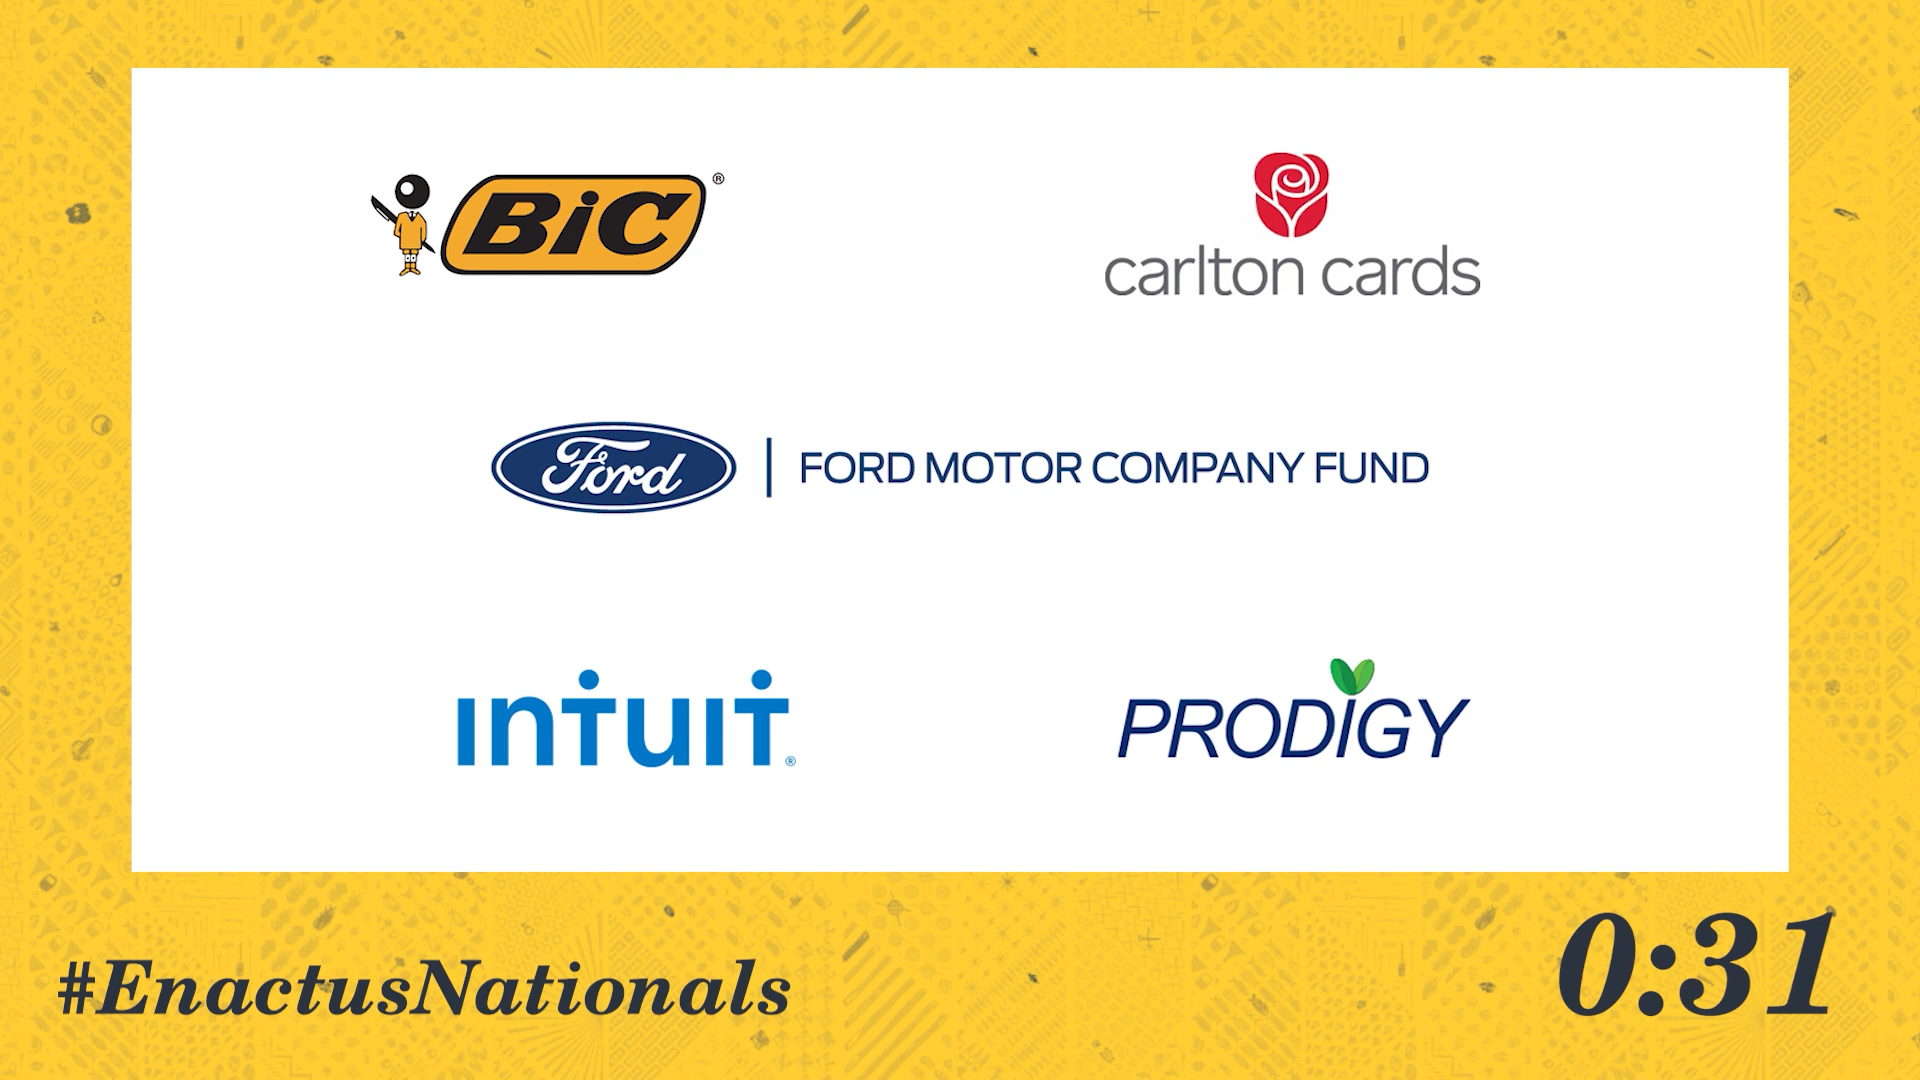 BiC®
carlton cards
Ford | FORD MOTOR COMPANY FUND
intuit®
PRODIGY
#EnactusNationals
0:31